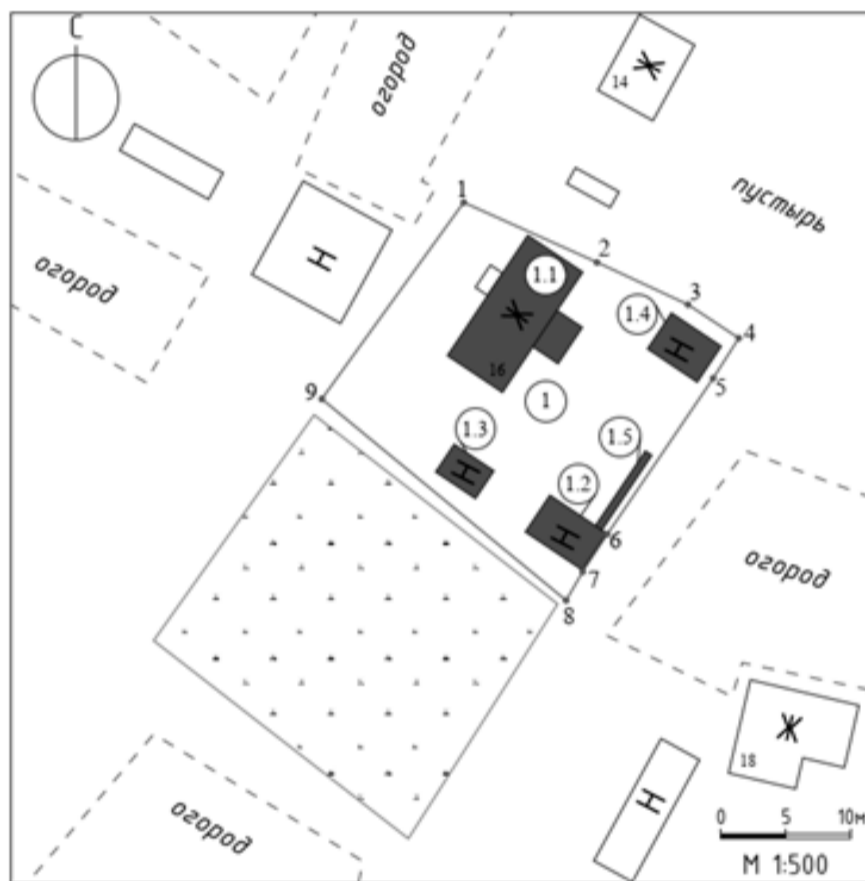 С
огород
Ж
14
пустырь
1
Н
2
огород
1.1
3
1.4
4
Ж
Н
16
5
9
1
1.3
1.5
Н
1.2
Н
6
7
огород
8
Ж
18
Н
огород
0 5 10м
М 1:500